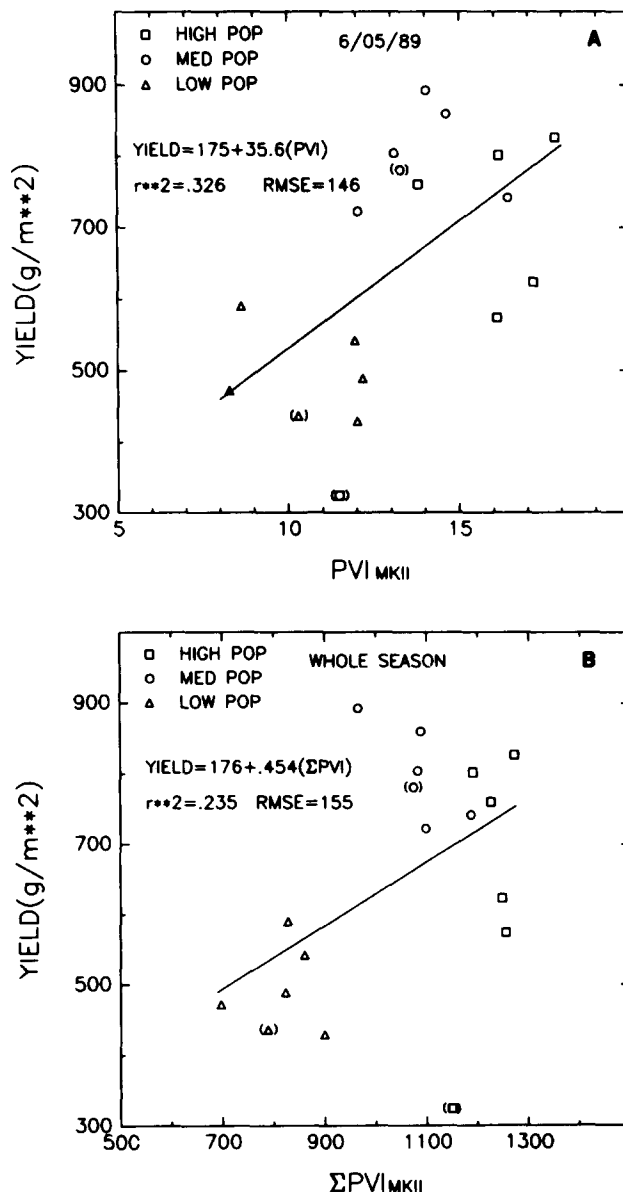 □ HIGH POP
6/05/89
A
○ MED POP
△ LOW POP
900
YIELD=175+35.6(PVI)
r**2=.326 RMSE=146
700
500
300
5 10 15
YIELD(g/m**2)
PVI MKII
□ HIGH POP
WHOLE SEASON
B
○ MED POP
△ LOW POP
900
YIELD=176+.454(ΣPVI)
r**2=.235 RMSE=155
700
500
300
500 700 900 1100 1300
YIELD(g/m**2)
ΣPVI MKII